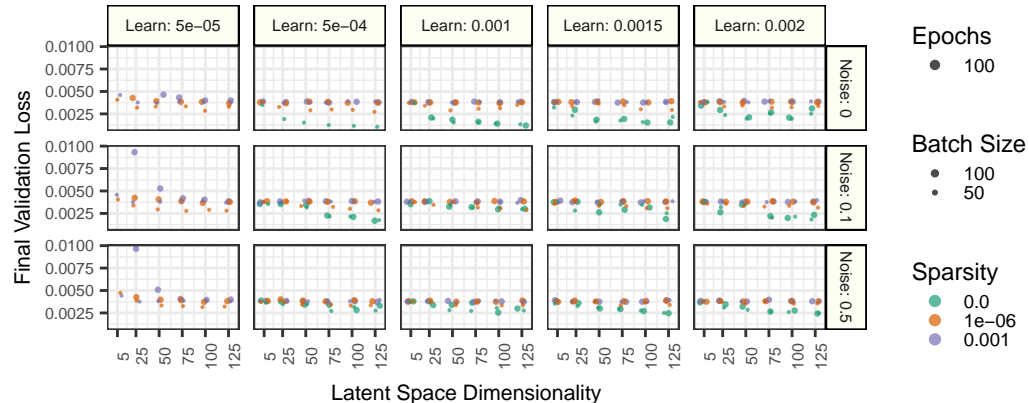 Learn: 5e−05
Learn: 5e−04
Learn: 0.001
Learn: 0.0015
Learn: 0.002
0.0100
0.0075
0.0050
0.0025
Noise: 0
0.0100
0.0075
0.0050
0.0025
Noise: 0.1
0.0100
0.0075
0.0050
0.0025
Noise: 0.5
Final Validation Loss
5 25 50 75 100 125
5 25 50 75 100 125
5 25 50 75 100 125
5 25 50 75 100 125
5 25 50 75 100 125
Latent Space Dimensionality
Epochs
100
Batch Size
100
50
Sparsity
0.0
1e−06
0.001